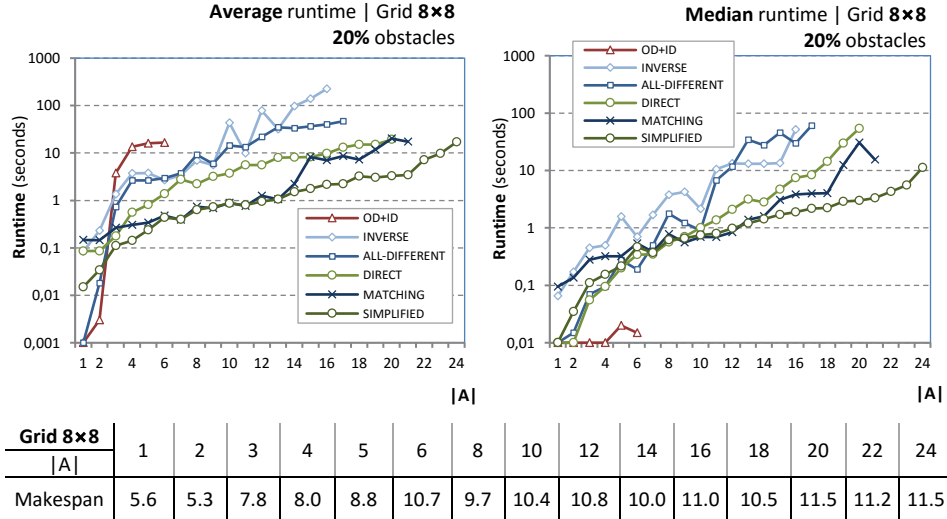 Average runtime | Grid 8×8
20% obstacles
Runtime (seconds)
1000
100
10
1
0,1
0,01
0,001
OD+ID
INVERSE
ALL-DIFFERENT
DIRECT
MATCHING
SIMPLIFIED
1 2 4 6 8 10 12 14 16 18 20 22 24
|A|
Median runtime | Grid 8×8
20% obstacles
Runtime (seconds)
1000
100
10
1
0,1
0,01
OD+ID
INVERSE
ALL-DIFFERENT
DIRECT
MATCHING
SIMPLIFIED
1 2 4 6 8 10 12 14 16 18 20 22 24
|A|
Grid 8×8
|A| 1 2 3 4 5 6 8 10 12 14 16 18 20 22 24
Makespan 5.6 5.3 7.8 8.0 8.8 10.7 9.7 10.4 10.8 10.0 11.0 10.5 11.5 11.2 11.5